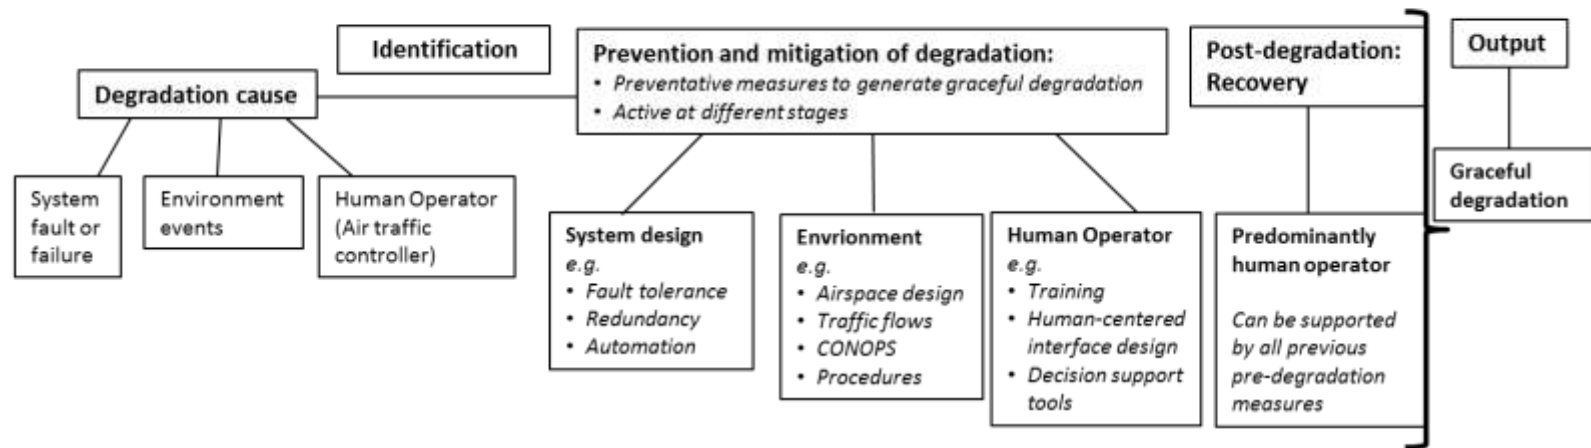 Identification
Degradation cause
System
fault or
failure
Environment
events
Human Operator
(Air traffic
controller)
Prevention and mitigation of degradation:
• Preventative measures to generate graceful degradation
• Active at different stages
System design
e.g.
• Fault tolerance
• Redundancy
• Automation
Envrionment
e.g.
• Airspace design
• Traffic flows
• CONOPS
• Procedures
Human Operator
e.g.
• Training
• Human-centered
interface design
• Decision support
tools
Post-degradation:
Recovery
Predominantly
human operator
Can be supported
by all previous
pre-degradation
measures
Output
Graceful
degradation